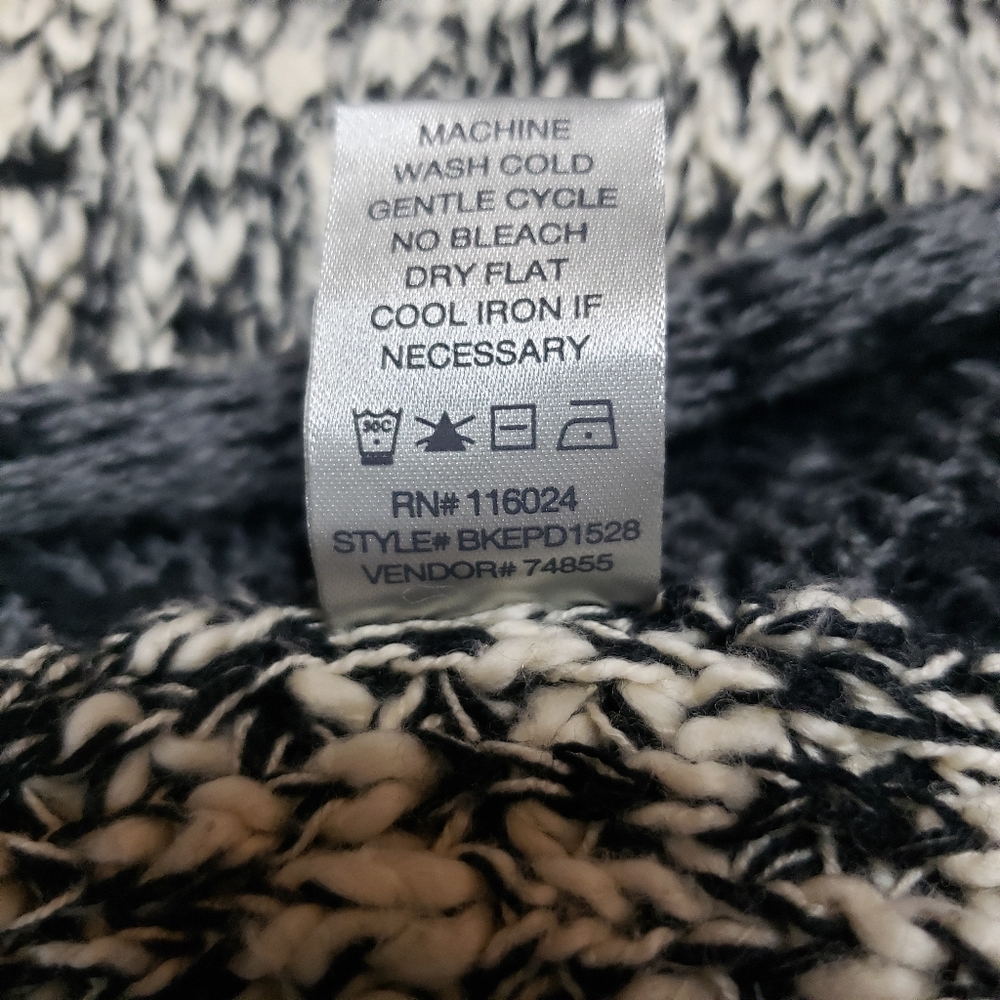 MACHINE
WASH COLD
GENTLE CYCLE
NO BLEACH
DRY FLAT
COOL IRON IF
NECESSARY
30C
RN# 116024
STYLE# BKEPD1528
VENDOR# 74855